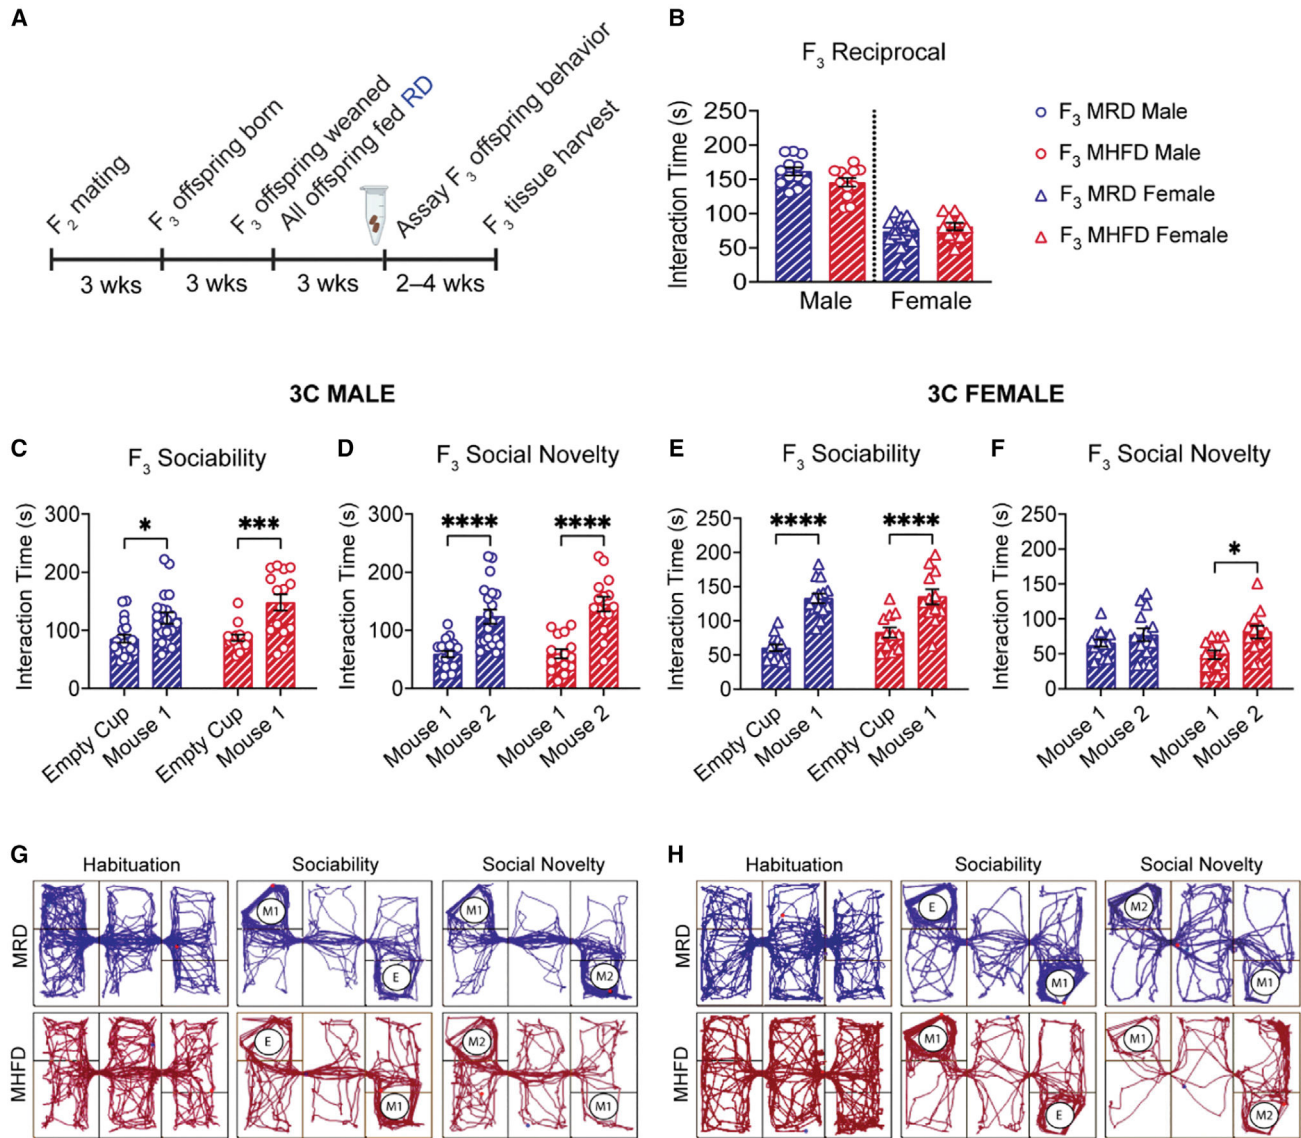 A
F2 mating
F3 offspring born
F3 offspring weaned
All offspring fed RD
Assay F3 offspring behavior
F3 tissue harvest
3 wks
3 wks
3 wks
2–4 wks
B
F3 Reciprocal
Interaction Time (s)
250
200
150
100
50
0
Male
Female
F3 MRD Male
F3 MHFD Male
F3 MRD Female
F3 MHFD Female
3C MALE
3C FEMALE
C
F3 Sociability
Interaction Time (s)
300
200
100
0
*
***
Empty Cup
Mouse 1
Empty Cup
Mouse 1
D
F3 Social Novelty
Interaction Time (s)
300
200
100
0
****
****
Mouse 1
Mouse 2
Mouse 1
Mouse 2
E
F3 Sociability
Interaction Time (s)
250
200
150
100
50
0
****
****
Empty Cup
Mouse 1
Empty Cup
Mouse 1
F
F3 Social Novelty
Interaction Time (s)
250
200
150
100
50
0
*
Mouse 1
Mouse 2
Mouse 1
Mouse 2
G
Habituation
Sociability
Social Novelty
MRD
M1
E
M1
M2
MHFD
E
M1
M2
M1
H
Habituation
Sociability
Social Novelty
MRD
E
M1
M2
M1
MHFD
M1
E
M1
M2